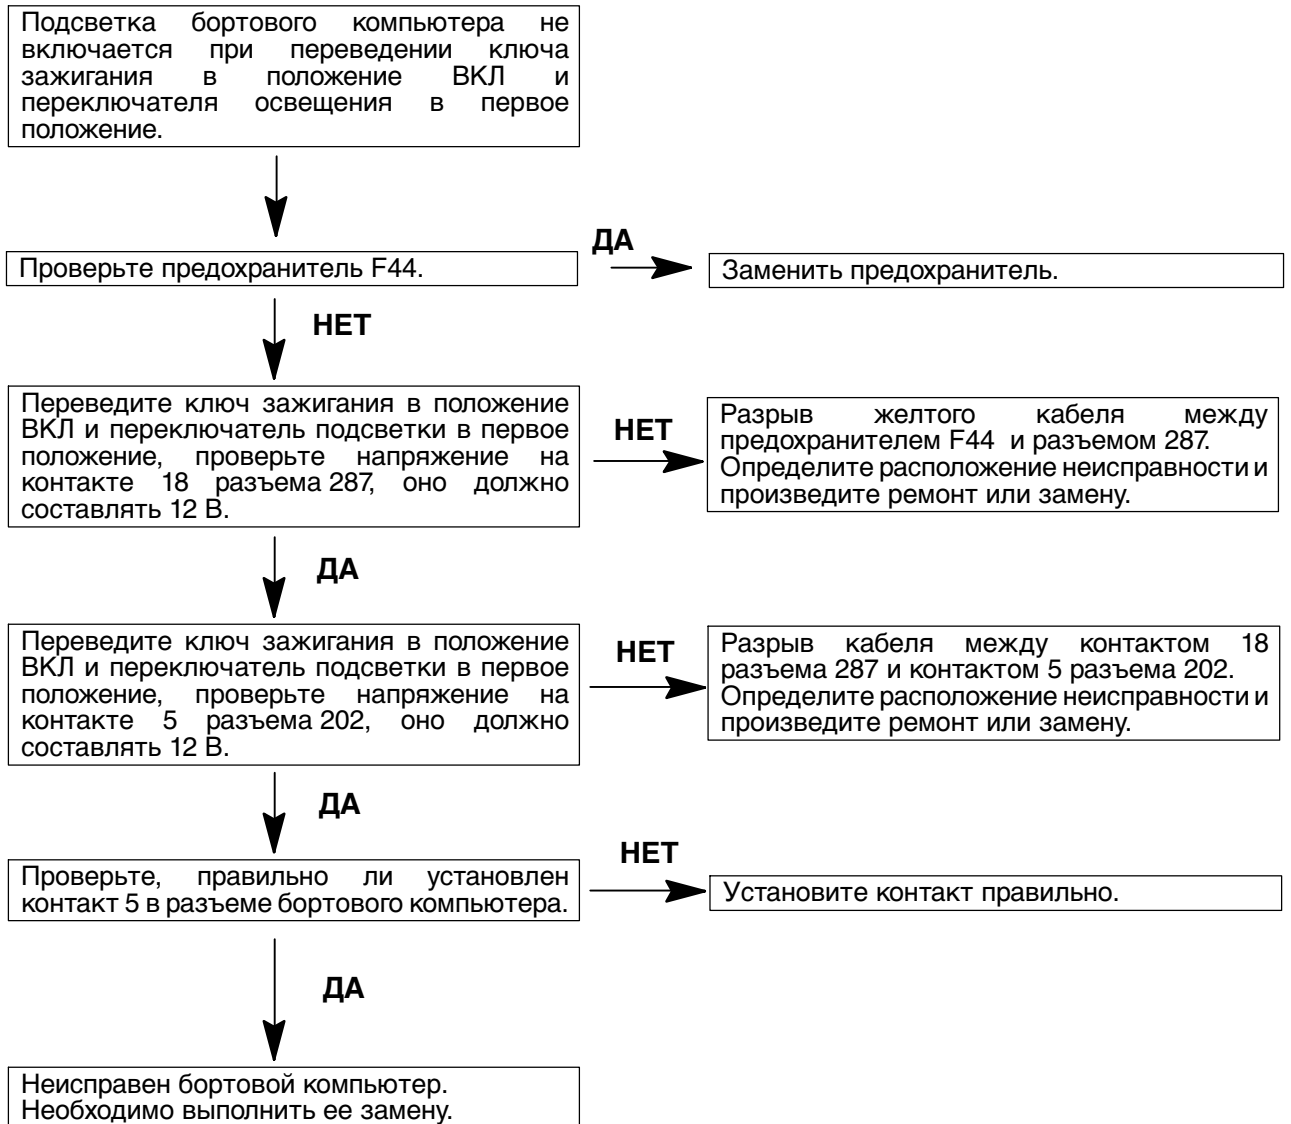 Подсветка бортового компьютера не
включается при переведении ключа
зажигания в положение ВКЛ и
переключателя освещения в первое
положение.
Проверьте предохранитель F44.
ДА
Заменить предохранитель.
НЕТ
Переведите ключ зажигания в положение
ВКЛ и переключатель подсветки в первое
положение, проверьте напряжение на
контакте 18 разъема 287, оно должно
составлять 12 В.
НЕТ
Разрыв желтого кабеля между
предохранителем F44 и разъемом 287.
Определите расположение неисправности и
произведите ремонт или замену.
ДА
Переведите ключ зажигания в положение
ВКЛ и переключатель подсветки в первое
положение, проверьте напряжение на
контакте 5 разъема 202, оно должно
составлять 12 В.
НЕТ
Разрыв кабеля между контактом 18
разъема 287 и контактом 5 разъема 202.
Определите расположение неисправности и
произведите ремонт или замену.
ДА
Проверьте, правильно ли установлен
контакт 5 в разъеме бортового компьютера.
НЕТ
Установите контакт правильно.
ДА
Неисправен бортовой компьютер.
Необходимо выполнить ее замену.